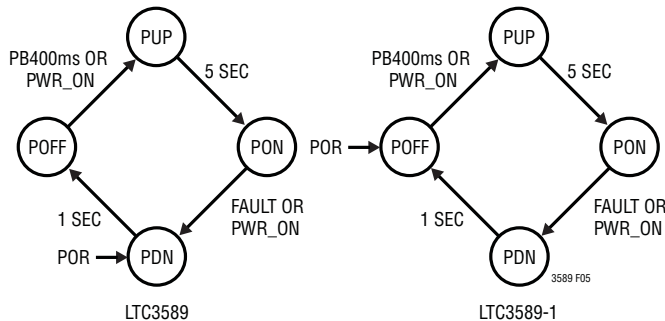 PUP
PB400ms OR
PWR_ON
5 SEC
POFF
PON
1 SEC
FAULT OR
PWR_ON
POR
PDN
LTC3589
PUP
PB400ms OR
PWR_ON
5 SEC
POR
POFF
PON
1 SEC
FAULT OR
PWR_ON
PDN
3589 F05
LTC3589-1